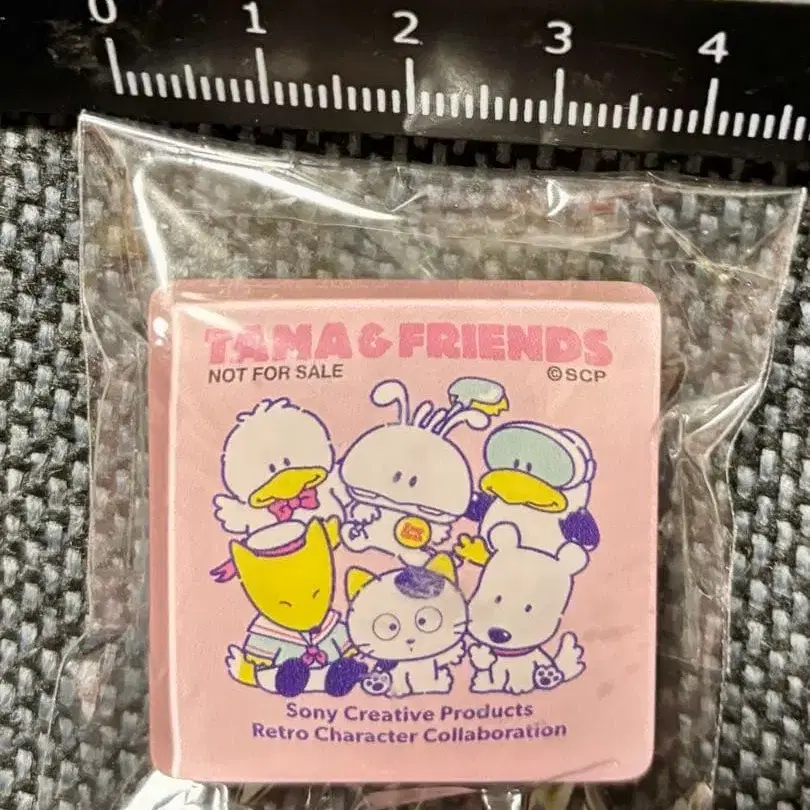 0 1 2 3 4
TAMA & FRIENDS
NOT FOR SALE ©SCP
Sony Creative Products
Retro Character Collaboration